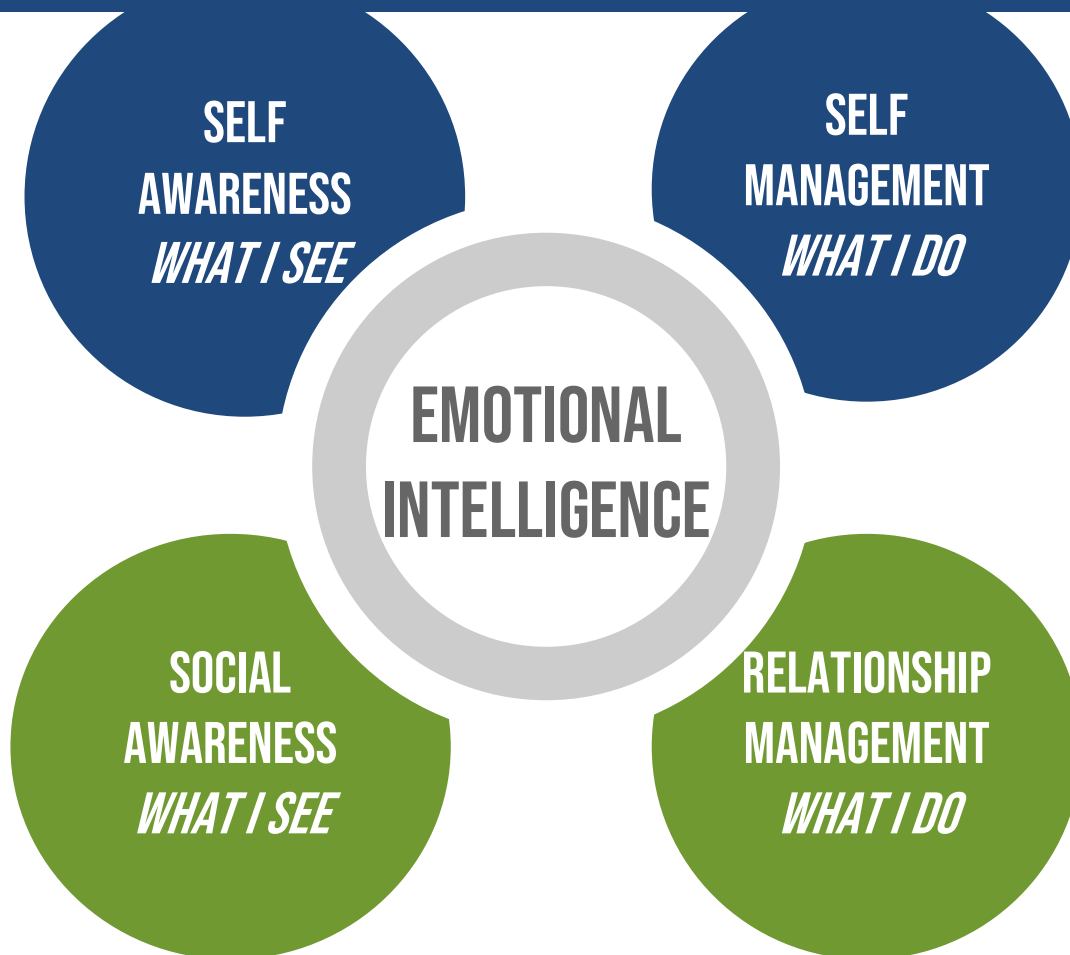 SELF
AWARENESS
WHAT I SEE
SELF
MANAGEMENT
WHAT I DO
EMOTIONAL
INTELLIGENCE
SOCIAL
AWARENESS
WHAT I SEE
RELATIONSHIP
MANAGEMENT
WHAT I DO